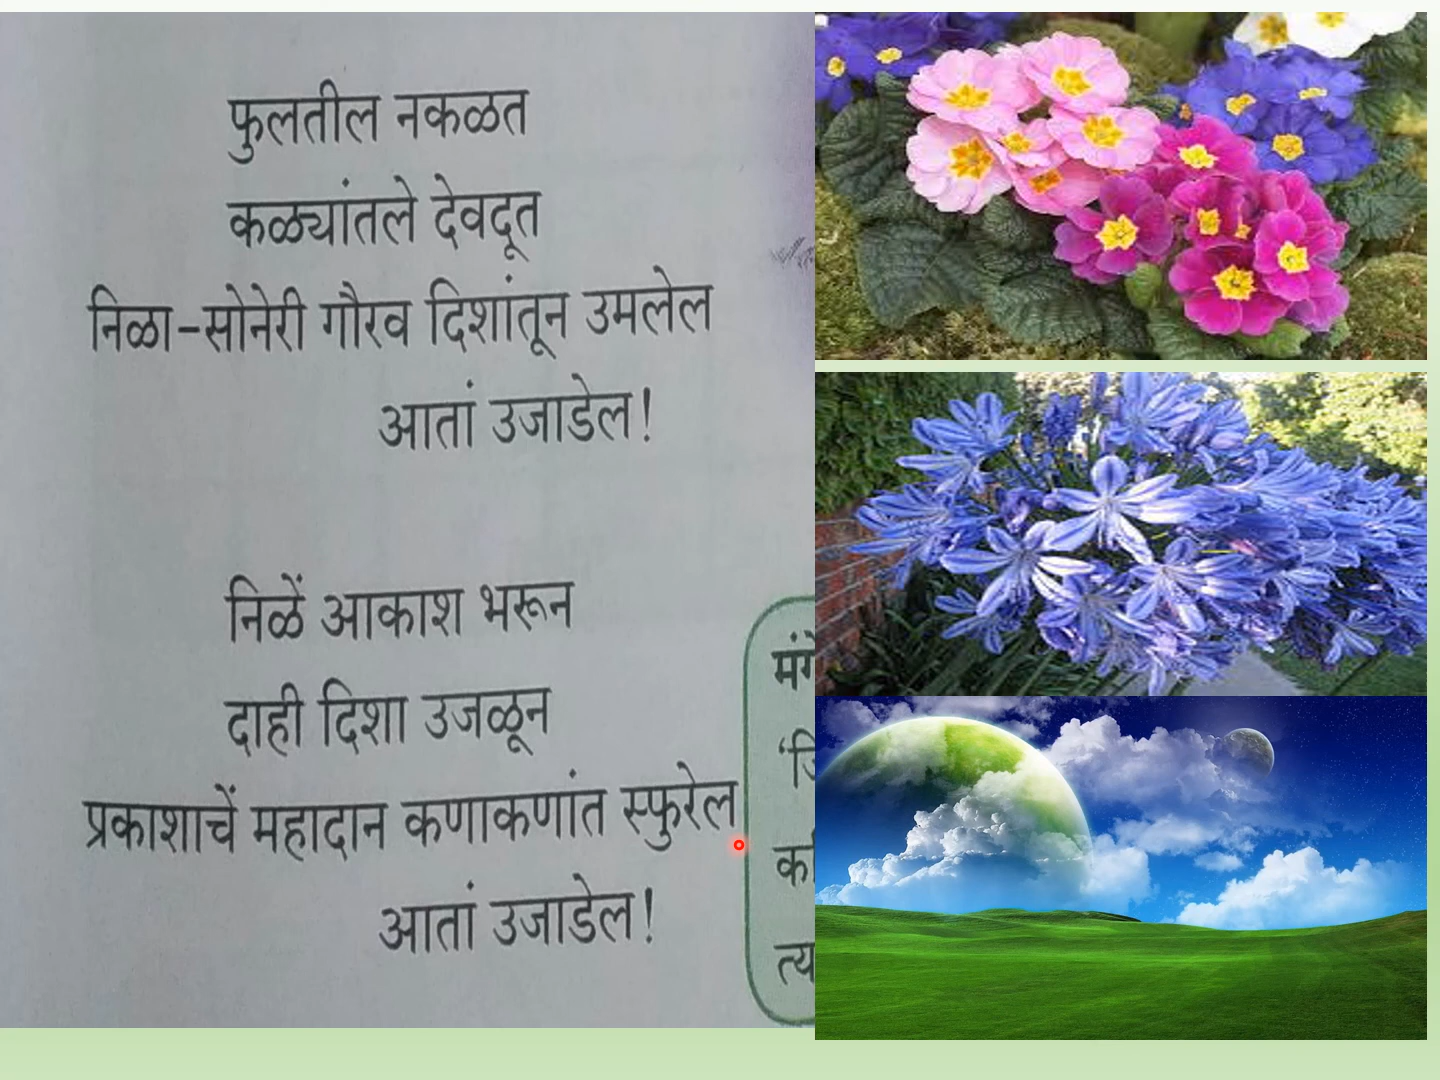 फुलतील नकळत
कळ्यांतले देवदूत
निळा-सोनेरी गौरव दिशांतून उमलेल
आतां उजाडेल!
निळें आकाश भरून
दाही दिशा उजळून
प्रकाशाचें महादान कणाकणांत स्फुरेल
आतां उजाडेल!